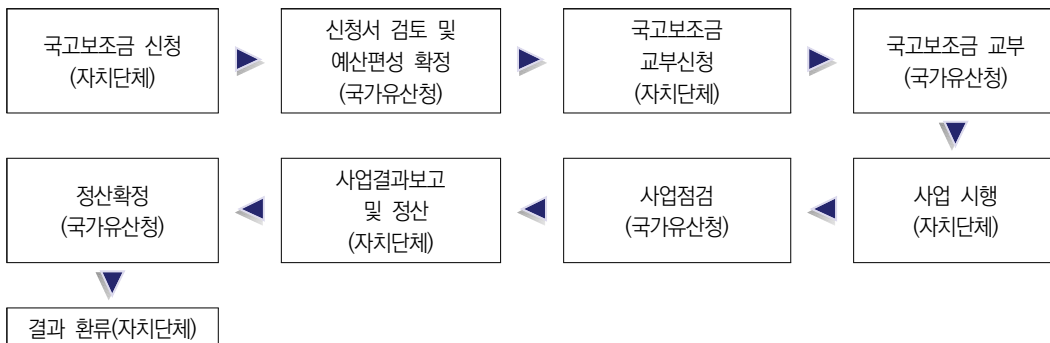 국고보조금 신청
(자치단체)
신청서 검토 및
예산편성 확정
(국가유산청)
국고보조금
교부신청
(자치단체)
국고보조금 교부
(국가유산청)
사업 시행
(자치단체)
사업점검
(국가유산청)
사업결과보고
및 정산
(자치단체)
정산확정
(국가유산청)
결과 환류(자치단체)